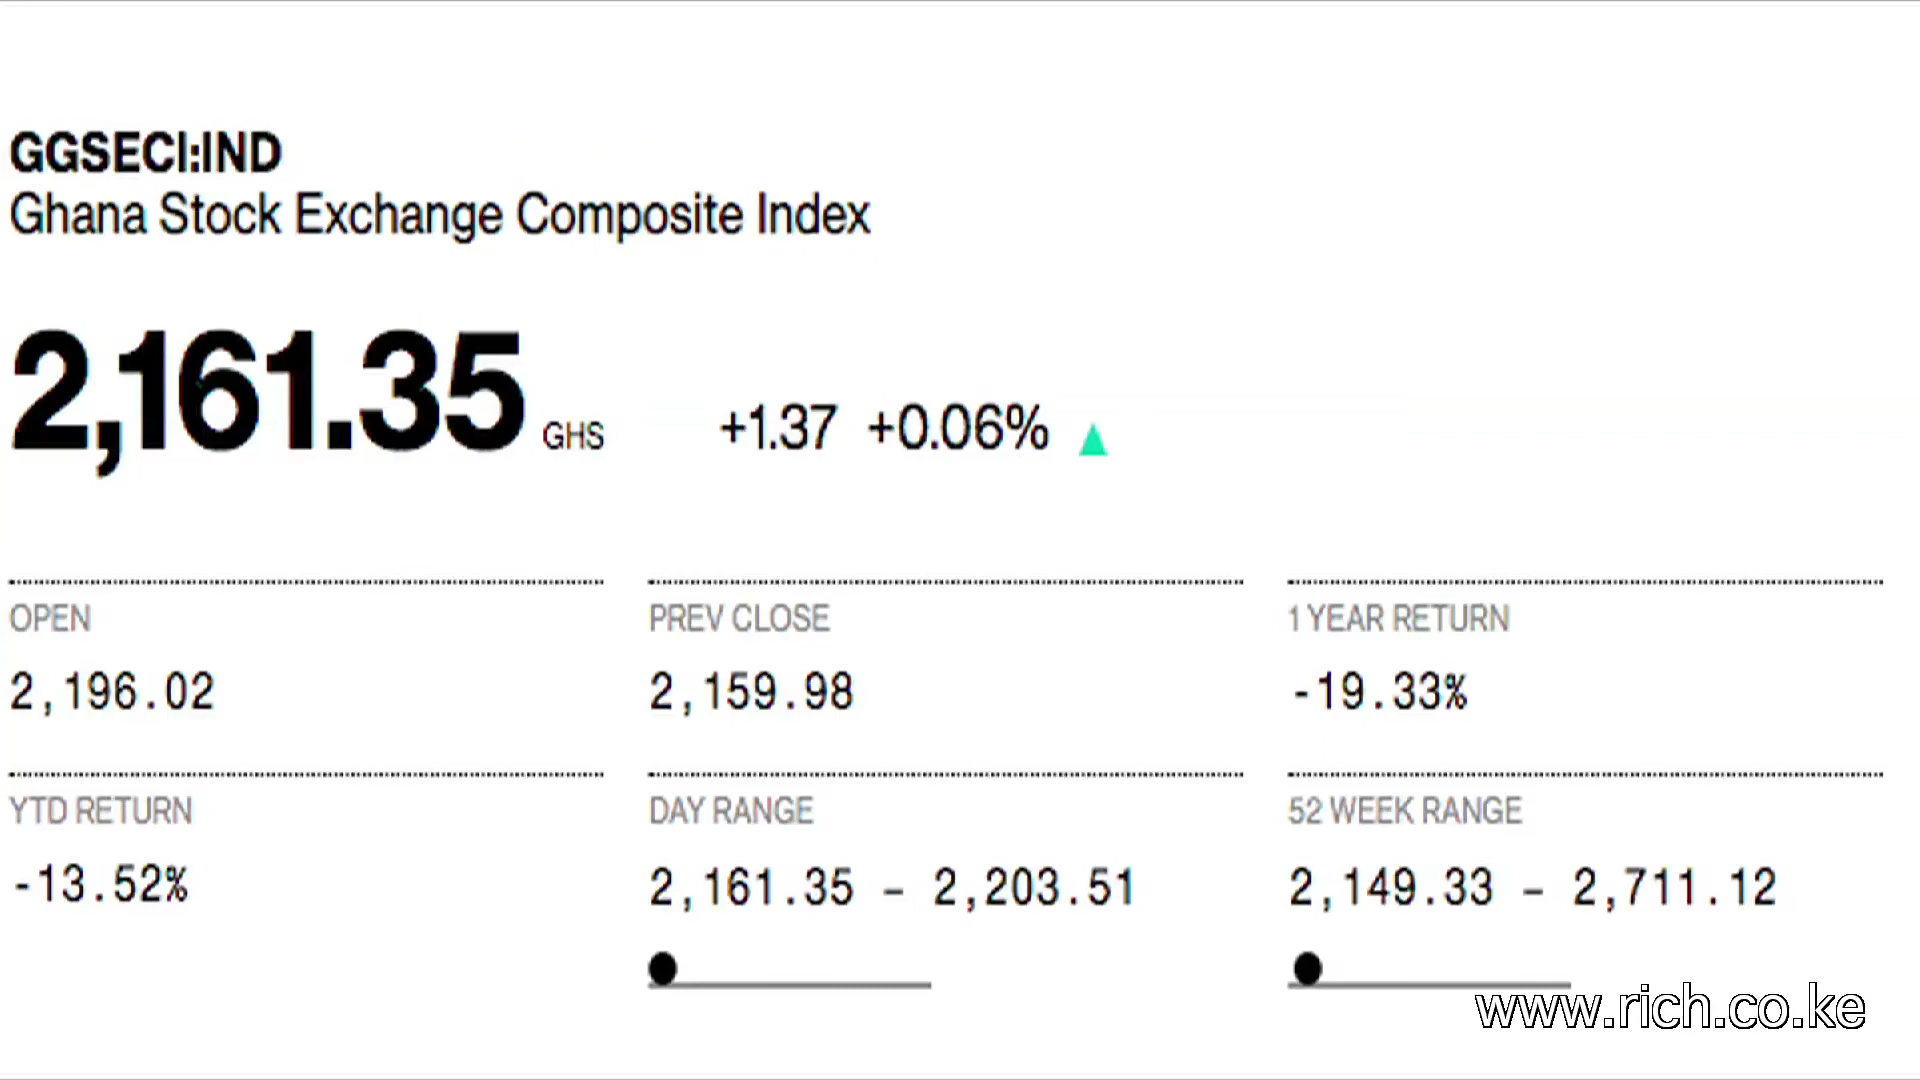 GGSECI:IND
Ghana Stock Exchange Composite Index
2,161.35 GHS +1.37 +0.06% ▲
OPEN PREV CLOSE 1 YEAR RETURN
2,196.02 2,159.98 -19.33%
YTD RETURN DAY RANGE 52 WEEK RANGE
-13.52% 2,161.35 – 2,203.51 2,149.33 – 2,711.12
www.rich.co.ke